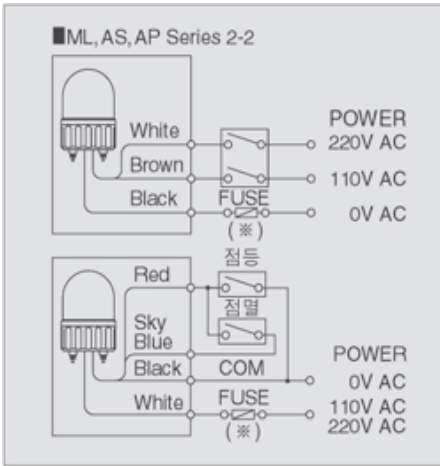 ■ML, AS, AP Series 2-2
POWER
White
220V AC
Brown
110V AC
Black
FUSE
0V AC
(※)
점등
Red
점멸
Sky
Blue
POWER
Black
COM
0V AC
White
FUSE
110V AC
(※)
220V AC